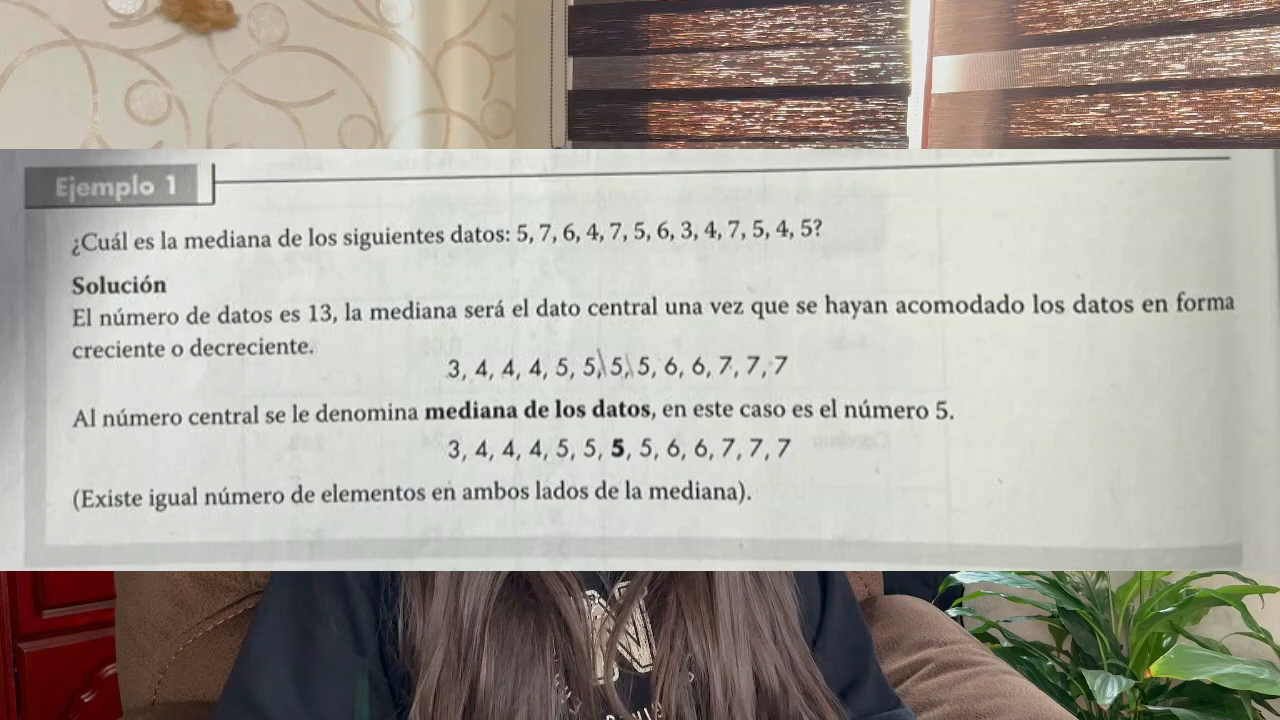 Ejemplo 1
¿Cuál es la mediana de los siguientes datos: 5, 7, 6, 4, 7, 5, 6, 3, 4, 7, 5, 4, 5?
Solución
El número de datos es 13, la mediana será el dato central una vez que se hayan acomodado los datos en forma
creciente o decreciente.
3, 4, 4, 4, 5, 5, 5, 5, 6, 6, 7, 7, 7
Al número central se le denomina mediana de los datos, en este caso es el número 5.
3, 4, 4, 4, 5, 5, 5, 5, 6, 6, 7, 7, 7
(Existe igual número de elementos en ambos lados de la mediana).